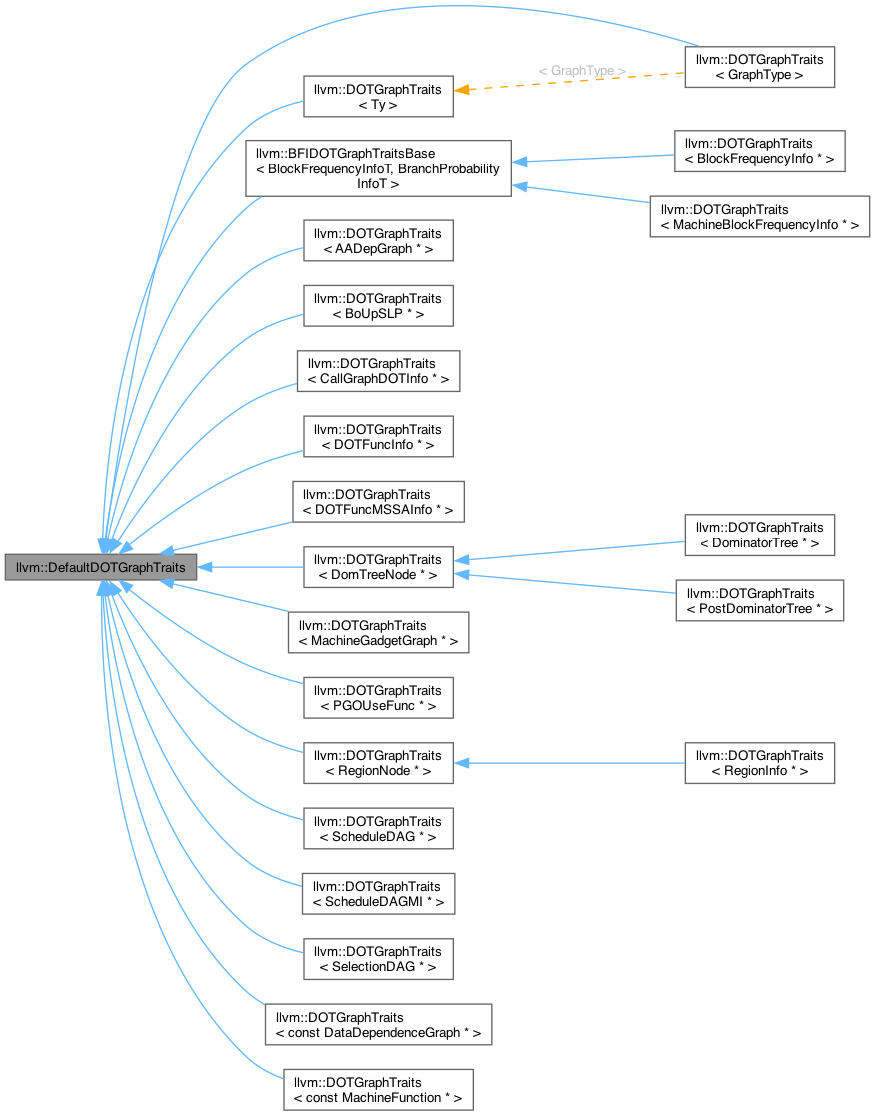 llvm::DOTGraphTraits
< GraphType >
< GraphType >
llvm::DOTGraphTraits
< Ty >
llvm::DOTGraphTraits
< BlockFrequencyInfo * >
llvm::BFIDOTGraphTraitsBase
< BlockFrequencyInfoT, BranchProbability
InfoT >
llvm::DOTGraphTraits
< MachineBlockFrequencyInfo * >
llvm::DOTGraphTraits
< AADepGraph * >
llvm::DOTGraphTraits
< BoUpSLP * >
llvm::DOTGraphTraits
< CallGraphDOTInfo * >
llvm::DOTGraphTraits
< DOTFuncInfo * >
llvm::DOTGraphTraits
< DOTFuncMSSAInfo * >
llvm::DOTGraphTraits
< DominatorTree * >
llvm::DefaultDOTGraphTraits
llvm::DOTGraphTraits
< DomTreeNode * >
llvm::DOTGraphTraits
< PostDominatorTree * >
llvm::DOTGraphTraits
< MachineGadgetGraph * >
llvm::DOTGraphTraits
< PGOUseFunc * >
llvm::DOTGraphTraits
< RegionNode * >
llvm::DOTGraphTraits
< RegionInfo * >
llvm::DOTGraphTraits
< ScheduleDAG * >
llvm::DOTGraphTraits
< ScheduleDAGMI * >
llvm::DOTGraphTraits
< SelectionDAG * >
llvm::DOTGraphTraits
< const DataDependenceGraph * >
llvm::DOTGraphTraits
< const MachineFunction * >